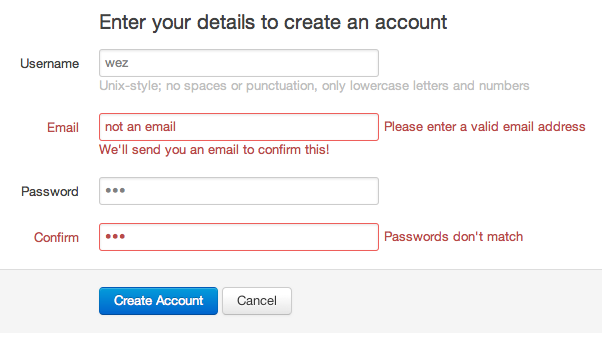 Enter your details to create an account
Username
wez
Unix-style; no spaces or punctuation, only lowercase letters and numbers
Email
not an email
Please enter a valid email address
We'll send you an email to confirm this!
Password
•••
Confirm
•••
Passwords don't match
Create Account
Cancel